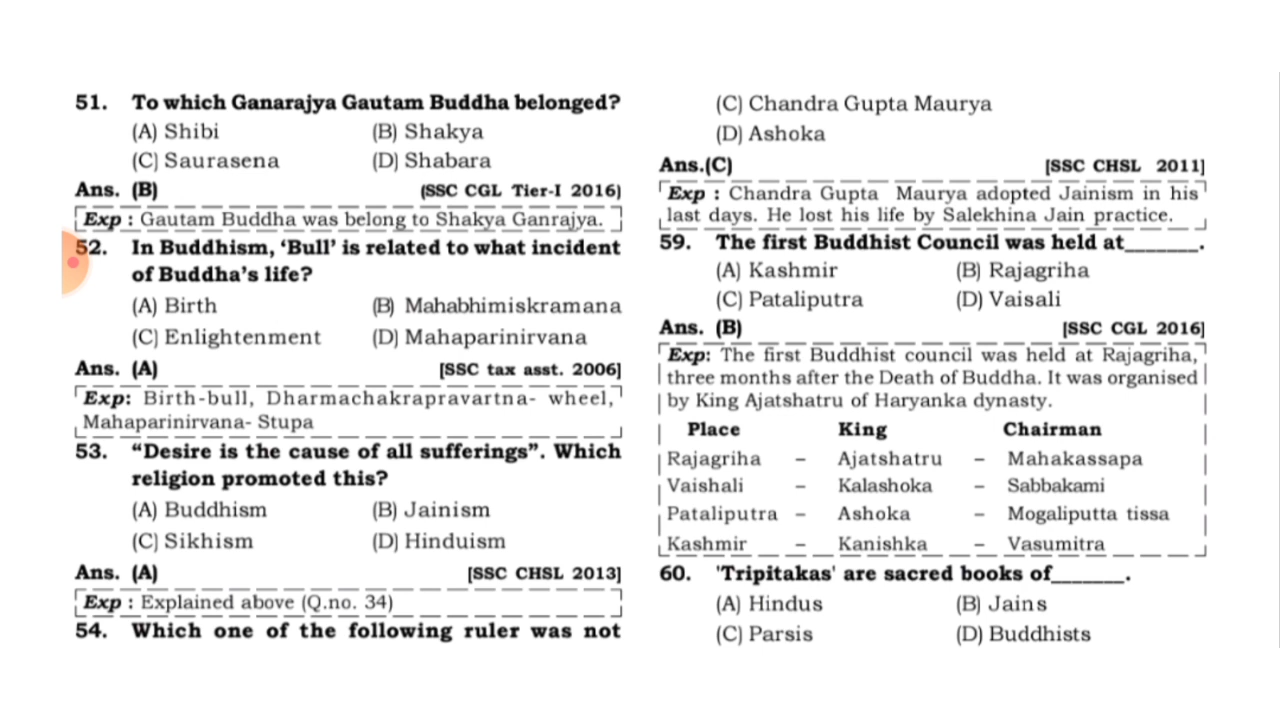 51. To which Ganarajya Gautam Buddha belonged?
(A) Shibi (B) Shakya
(C) Saurasena (D) Shabara
Ans. (B) (SSC CGL Tier-I 2016)
Exp : Gautam Buddha was belong to Shakya Ganrajya.
52. In Buddhism, ‘Bull’ is related to what incident
of Buddha’s life?
(A) Birth (B) Mahabhimiskramana
(C) Enlightenment (D) Mahaparinirvana
Ans. (A) [SSC tax asst. 2006]
Exp: Birth-bull, Dharmachakrapravartna- wheel,
Mahaparinirvana- Stupa
53. “Desire is the cause of all sufferings”. Which
religion promoted this?
(A) Buddhism (B) Jainism
(C) Sikhism (D) Hinduism
Ans. (A) [SSC CHSL 2013]
Exp : Explained above (Q.no. 34)
54. Which one of the following ruler was not
(C) Chandra Gupta Maurya
(D) Ashoka
Ans.(C) [SSC CHSL 2011]
Exp : Chandra Gupta Maurya adopted Jainism in his
last days. He lost his life by Salekhina Jain practice.
59. The first Buddhist Council was held at_______.
(A) Kashmir (B) Rajagriha
(C) Pataliputra (D) Vaisali
Ans. (B) [SSC CGL 2016]
Exp: The first Buddhist council was held at Rajagriha,
three months after the Death of Buddha. It was organised
by King Ajatshatru of Haryanka dynasty.
Place King Chairman
Rajagriha – Ajatshatru – Mahakassapa
Vaishali – Kalashoka – Sabbakami
Pataliputra – Ashoka – Mogaliputta tissa
Kashmir – Kanishka – Vasumitra
60. 'Tripitakas' are sacred books of_______.
(A) Hindus (B) Jains
(C) Parsis (D) Buddhists